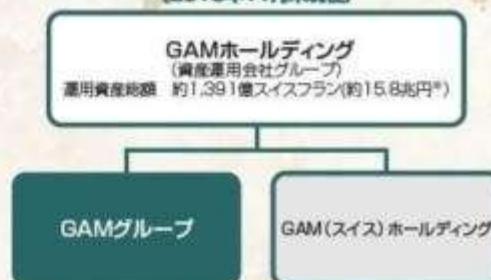 GAMホールディング
(資産運用会社グループ)
運用資産総額 約1,391億スイスフラン(約15.8兆円*)
GAMグループ
GAM(スイス)ホールディング